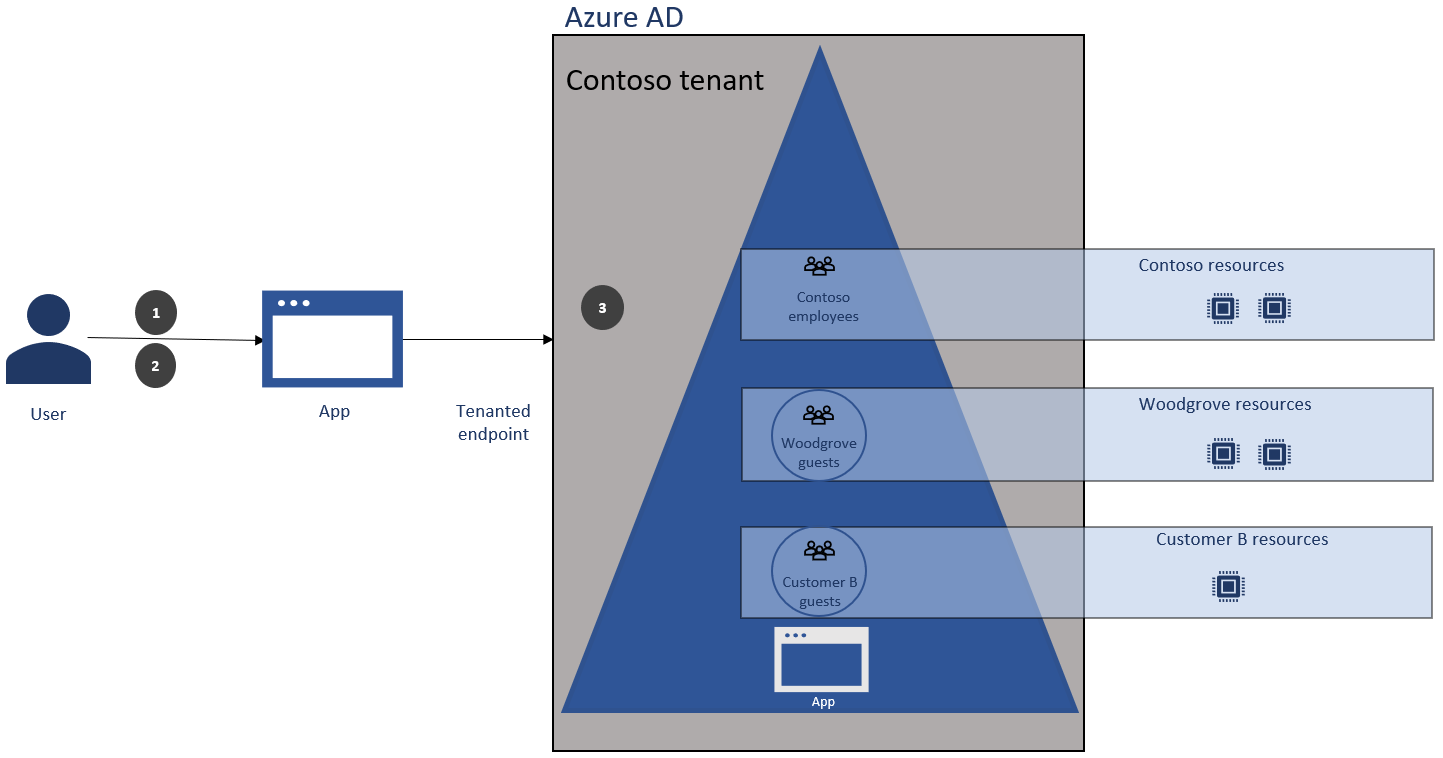 Azure AD
Contoso tenant
Contoso
employees
Contoso resources
1
3
2
User
App
Tenanted
endpoint
Woodgrove
guests
Woodgrove resources
Customer B
guests
Customer B resources
App